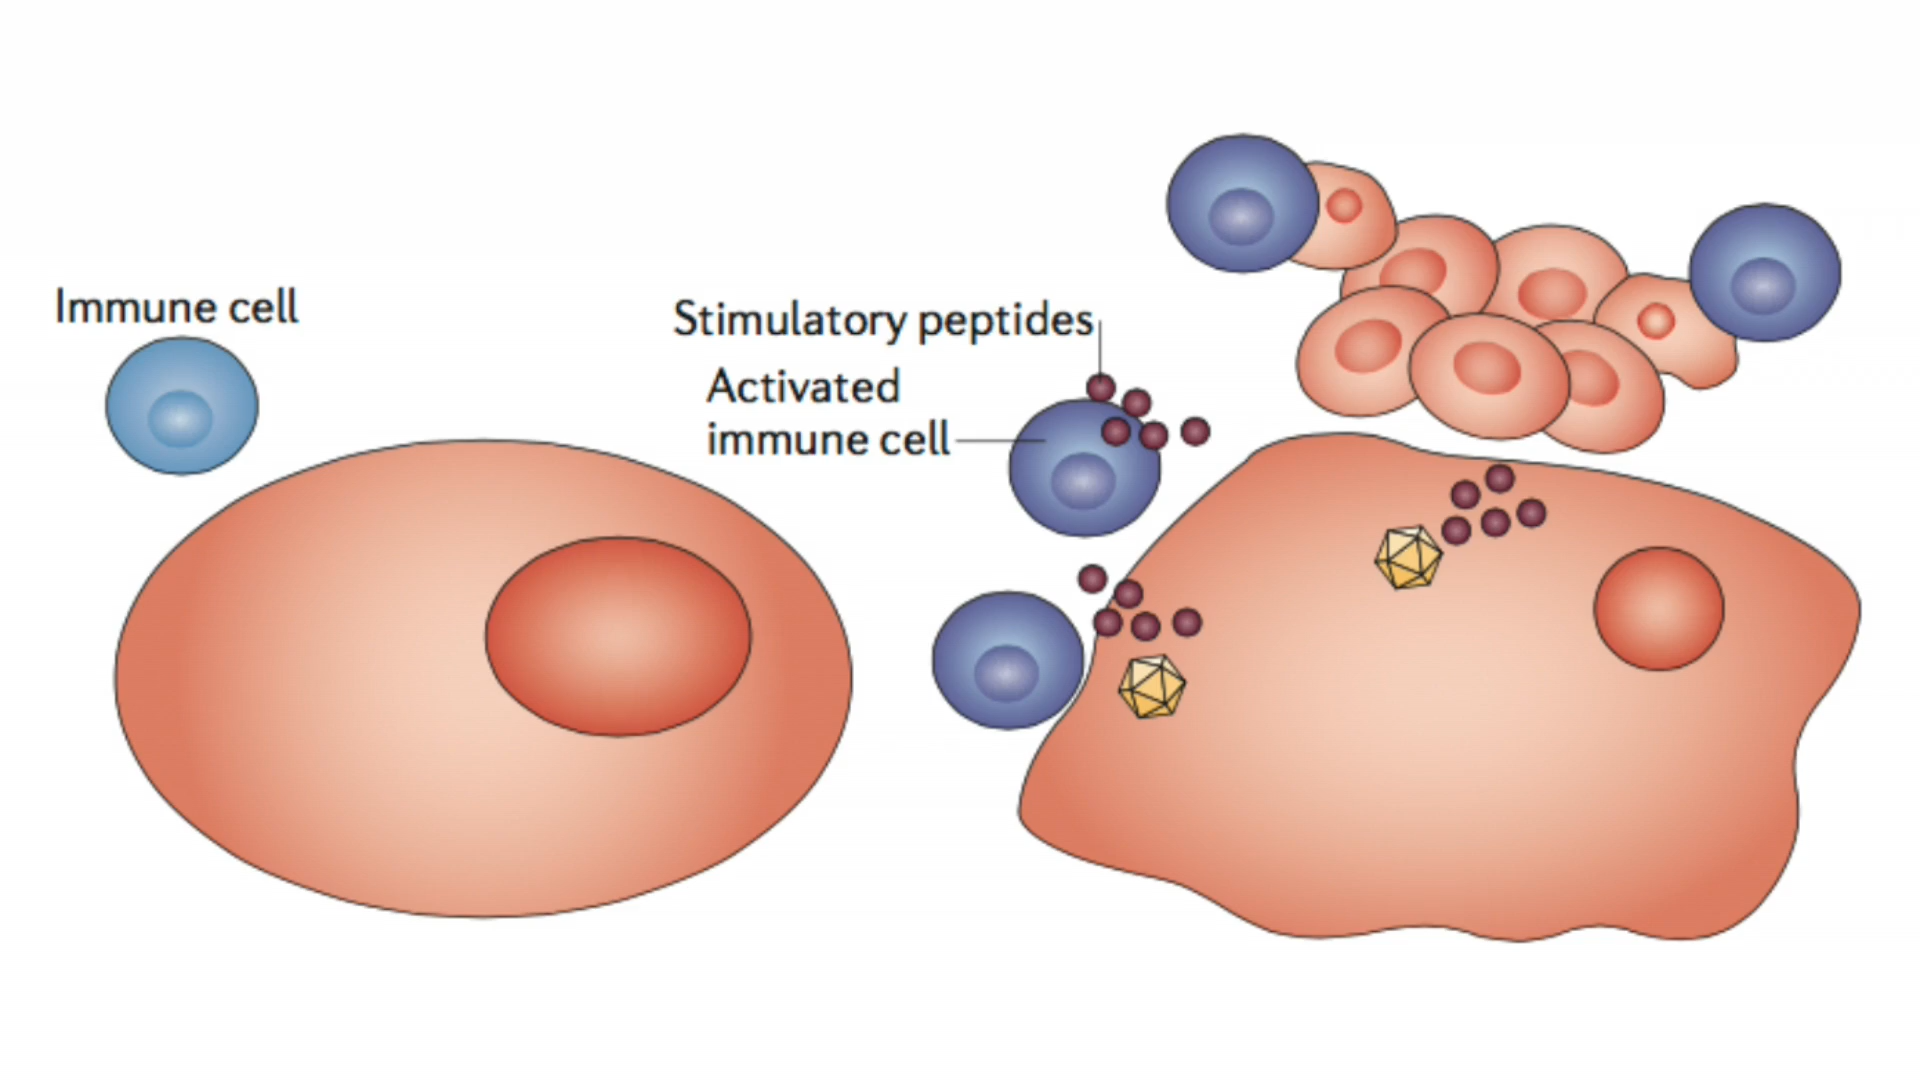 Immune cell
Stimulatory peptides
Activated
immune cell